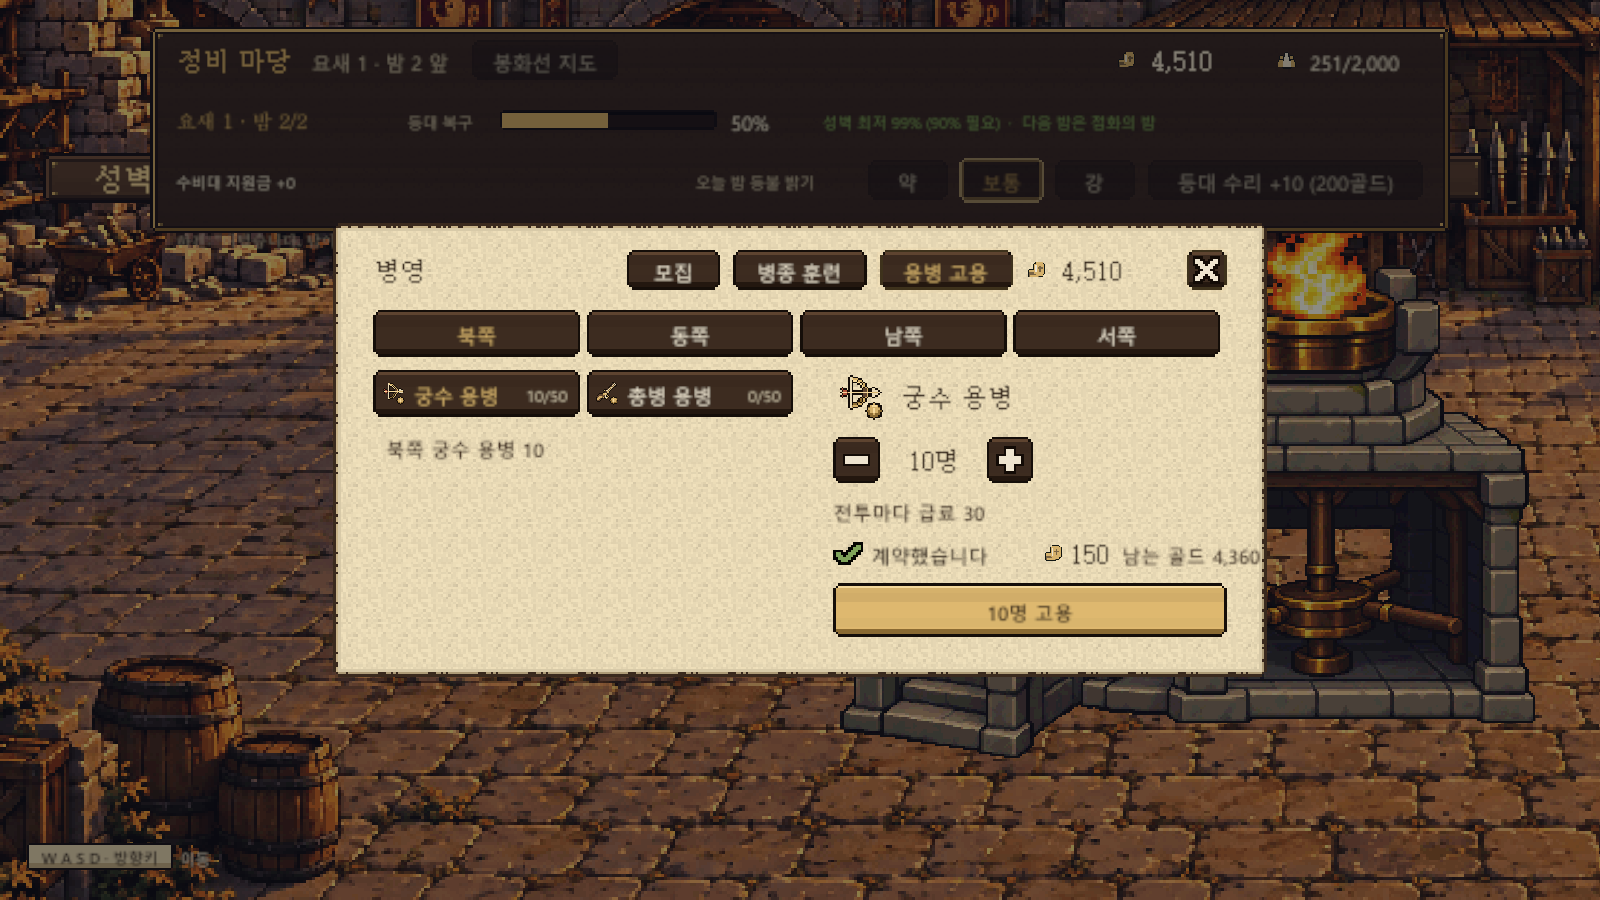 정비 마당 요새 1 · 밤 2 앞 봉화선 지도 4,510 251/2,000
요새 1 · 밤 2/2 등대 복구 50% 성벽 최저 99% (90% 필요) · 다음 밤은 점화의 밤
성벽
수비대 지원금 +0 오늘 밤 등불 밝기 약 보통 강 등대 수리 +10 (200골드)
병영 모집 병종 훈련 용병 고용 4,510
북쪽 동쪽 남쪽 서쪽
궁수 용병 10/50 총병 용병 0/50 궁수 용병
북쪽 궁수 용병 10
10명
전투마다 급료 30
계약했습니다 150 남는 골드 4,360
10명 고용
W A S D · 방향키 이동